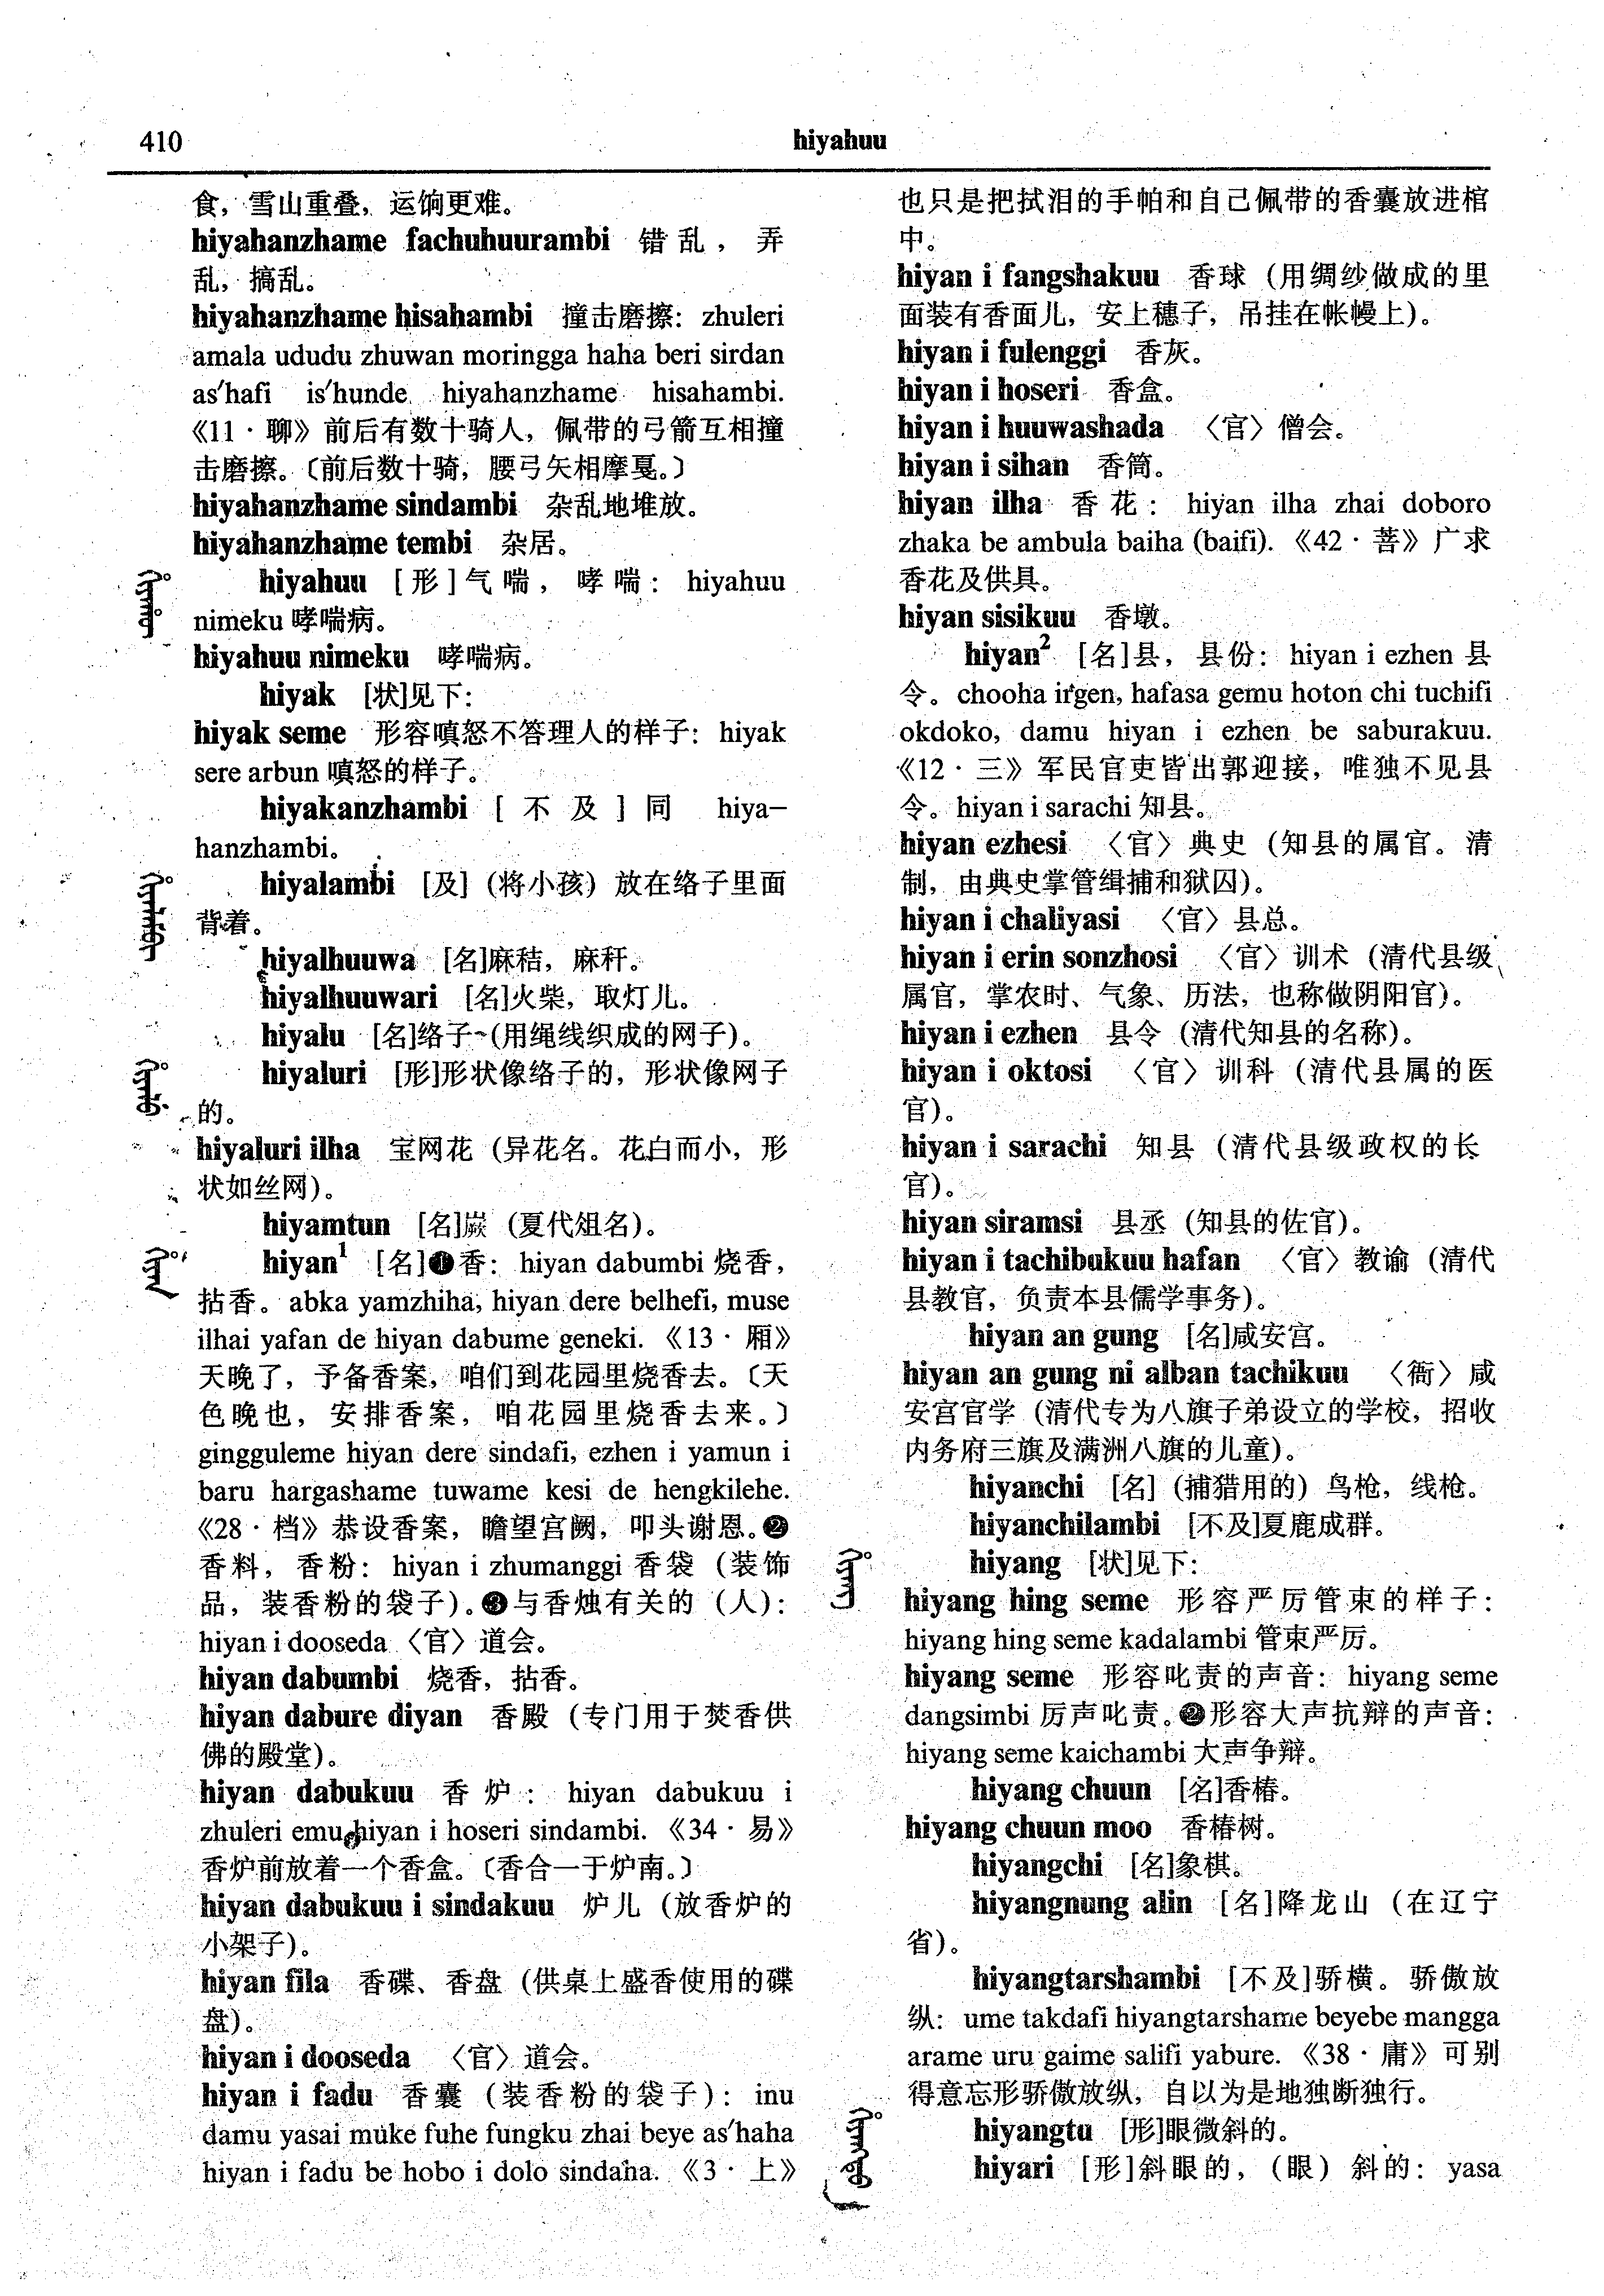 410
hiyahuu
食，雪山重叠，运饷更难。
hiyahanzhame fachuhuurambi 错乱，弄
乱，搞乱。
hiyahanzhame hisahambi 撞击磨擦：zhuleri
amala ududu zhuwan moringga haha beri sirdan
as'hafi is'hunde hiyahanzhame hisahambi.
《11·聊》前后有数十骑人，佩带的弓箭互相撞
击磨擦。〔前后数十骑，腰弓矢相摩戛。〕
hiyahanzhame sindambi 杂乱地堆放。
hiyahanzhame tembi 杂居。
hiyahuu [形]气喘，哮喘：hiyahuu
nimeku 哮喘病。
hiyahuu nimeku 哮喘病。
hiyak [状]见下：
hiyak seme 形容嗔怒不答理人的样子：hiyak
sere arbun 嗔怒的样子。
hiyakanzhambi [不及]同 hiya—
hanzhambi。
hiyalambi [及]（将小孩）放在络子里面
背着。
hiyalhuuwa [名]麻秸，麻秆。
hiyalhuuwari [名]火柴，取灯儿。
hiyalu [名]络子(用绳线织成的网子)。
hiyaluri [形]形状像络子的，形状像网子
的。
hiyaluri ilha 宝网花（异花名。花白而小，形
状如丝网）。
hiyamtun [名]嶡（夏代俎名）。
hiyan¹ [名]❶香：hiyan dabumbi 烧香，
拈香。abka yamzhiha, hiyan dere belhefi, muse
ilhai yafan de hiyan dabume geneki.《13·厢》
天晚了，予备香案，咱们到花园里烧香去。〔天
色晚也，安排香案，咱花园里烧香去来。〕
gingguleme hiyan dere sindafi, ezhen i yamun i
baru hargashame tuwame kesi de hengkilehe.
《28·档》恭设香案，瞻望宫阙，叩头谢恩。❷
香料，香粉：hiyan i zhumanggi 香袋（装饰
品，装香粉的袋子）。❸与香烛有关的（人）：
hiyan i dooseda〈官〉道会。
hiyan dabumbi 烧香，拈香。
hiyan dabure diyan 香殿（专门用于焚香供
佛的殿堂）。
hiyan dabukuu 香炉：hiyan dabukuu i
zhuleri emu hiyan i hoseri sindambi.《34·易》
香炉前放着一个香盒。〔香合一于炉南。〕
hiyan dabukuu i sindakuu 炉儿（放香炉的
小架子）。
hiyan fila 香碟、香盘（供桌上盛香使用的碟
盘）。
hiyan i dooseda 〈官〉道会。
hiyan i fadu 香囊（装香粉的袋子）：inu
damu yasai muke fuhe fungku zhai beye as'haha
hiyan i fadu be hobo i dolo sindaha.《3·上》
也只是把拭泪的手帕和自己佩带的香囊放进棺
中。
hiyan i fangshakuu 香球（用绸纱做成的里
面装有香面儿，安上穗子，吊挂在帐幔上）。
hiyan i fulenggi 香灰。
hiyan i hoseri 香盒。
hiyan i huuwashada 〈官〉僧会。
hiyan i sihan 香筒。
hiyan ilha 香花：hiyan ilha zhai doboro
zhaka be ambula baiha (baifi).《42·菩》广求
香花及供具。
hiyan sisikuu 香墩。
hiyan² [名]县，县份：hiyan i ezhen 县
令。chooha irgen, hafasa gemu hoton chi tuchifi
okdoko, damu hiyan i ezhen be saburakuu.
《12·三》军民官吏皆出郭迎接，唯独不见县
令。hiyan i sarachi 知县。
hiyan ezhesi 〈官〉典史（知县的属官。清
制，由典史掌管缉捕和狱囚）。
hiyan i chaliyasi 〈官〉县总。
hiyan i erin sonzhosi 〈官〉训术（清代县级
属官，掌农时、气象、历法，也称做阴阳官）。
hiyan i ezhen 县令（清代知县的名称）。
hiyan i oktosi 〈官〉训科（清代县属的医
官）。
hiyan i sarachi 知县（清代县级政权的长
官）。
hiyan siramsi 县丞（知县的佐官）。
hiyan i tachibukuu hafan 〈官〉教谕（清代
县教官，负责本县儒学事务）。
hiyan an gung [名]咸安宫。
hiyan an gung ni alban tachikuu 〈衙〉咸
安宫官学（清代专为八旗子弟设立的学校，招收
内务府三旗及满洲八旗的儿童）。
hiyanchi [名]（捕猎用的）鸟枪，线枪。
hiyanchilambi [不及]夏鹿成群。
hiyang [状]见下：
hiyang hing seme 形容严厉管束的样子：
hiyang hing seme kadalambi 管束严厉。
hiyang seme 形容叱责的声音：hiyang seme
dangsimbi 厉声叱责。❷形容大声抗辩的声音：
hiyang seme kaichambi 大声争辩。
hiyang chuun [名]香椿。
hiyang chuun moo 香椿树。
hiyangchi [名]象棋。
hiyangnung alin [名]降龙山（在辽宁
省）。
hiyangtarshambi [不及]骄横。骄傲放
纵：ume takdafi hiyangtarshame beyebe mangga
arame uru gaime salifi yabure.《38·庸》可别
得意忘形骄傲放纵，自以为是地独断独行。
hiyangtu [形]眼微斜的。
hiyari [形]斜眼的，（眼）斜的：yasa